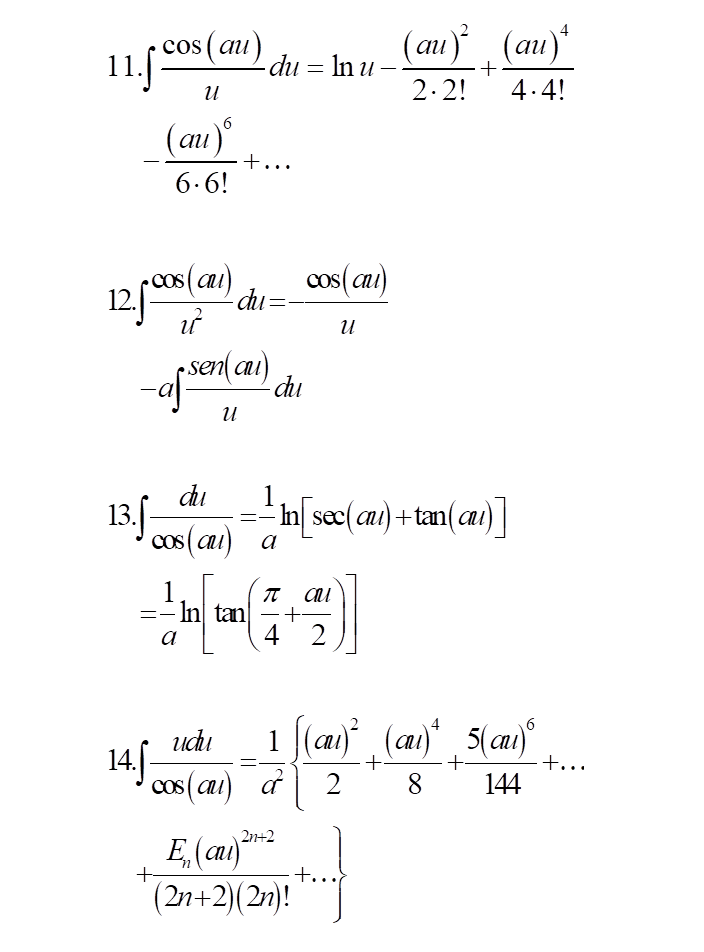 11. ∫ cos(au)/u du = ln u − (au)²/(2·2!) + (au)⁴/(4·4!)
− (au)⁶/(6·6!) + …
12. ∫ cos(au)/u² du = − cos(au)/u
− a ∫ sen(au)/u du
13. ∫ du/cos(au) = 1/a ln[sec(au) + tan(au)]
= 1/a ln[tan(π/4 + au/2)]
14. ∫ udu/cos(au) = 1/a² {(au)²/2 + (au)⁴/8 + 5(au)⁶/144 + …
+ Eₙ(au)²ⁿ⁺²/((2n+2)(2n)!) + …}